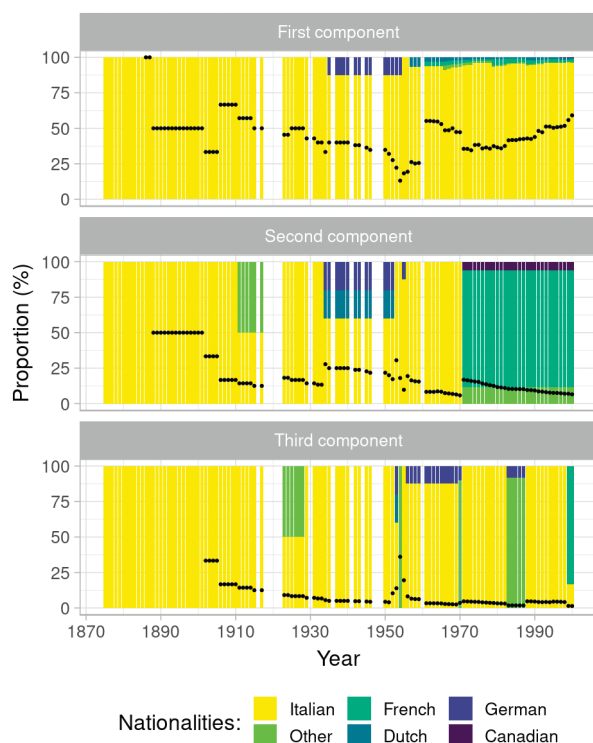 First component
100
75
50
25
0
Second component
100
75
50
25
0
Third component
100
75
50
25
0
Proportion (%)
1870 1890 1910 1930 1950 1970 1990
Year
Nationalities:
Italian French German
Other Dutch Canadian